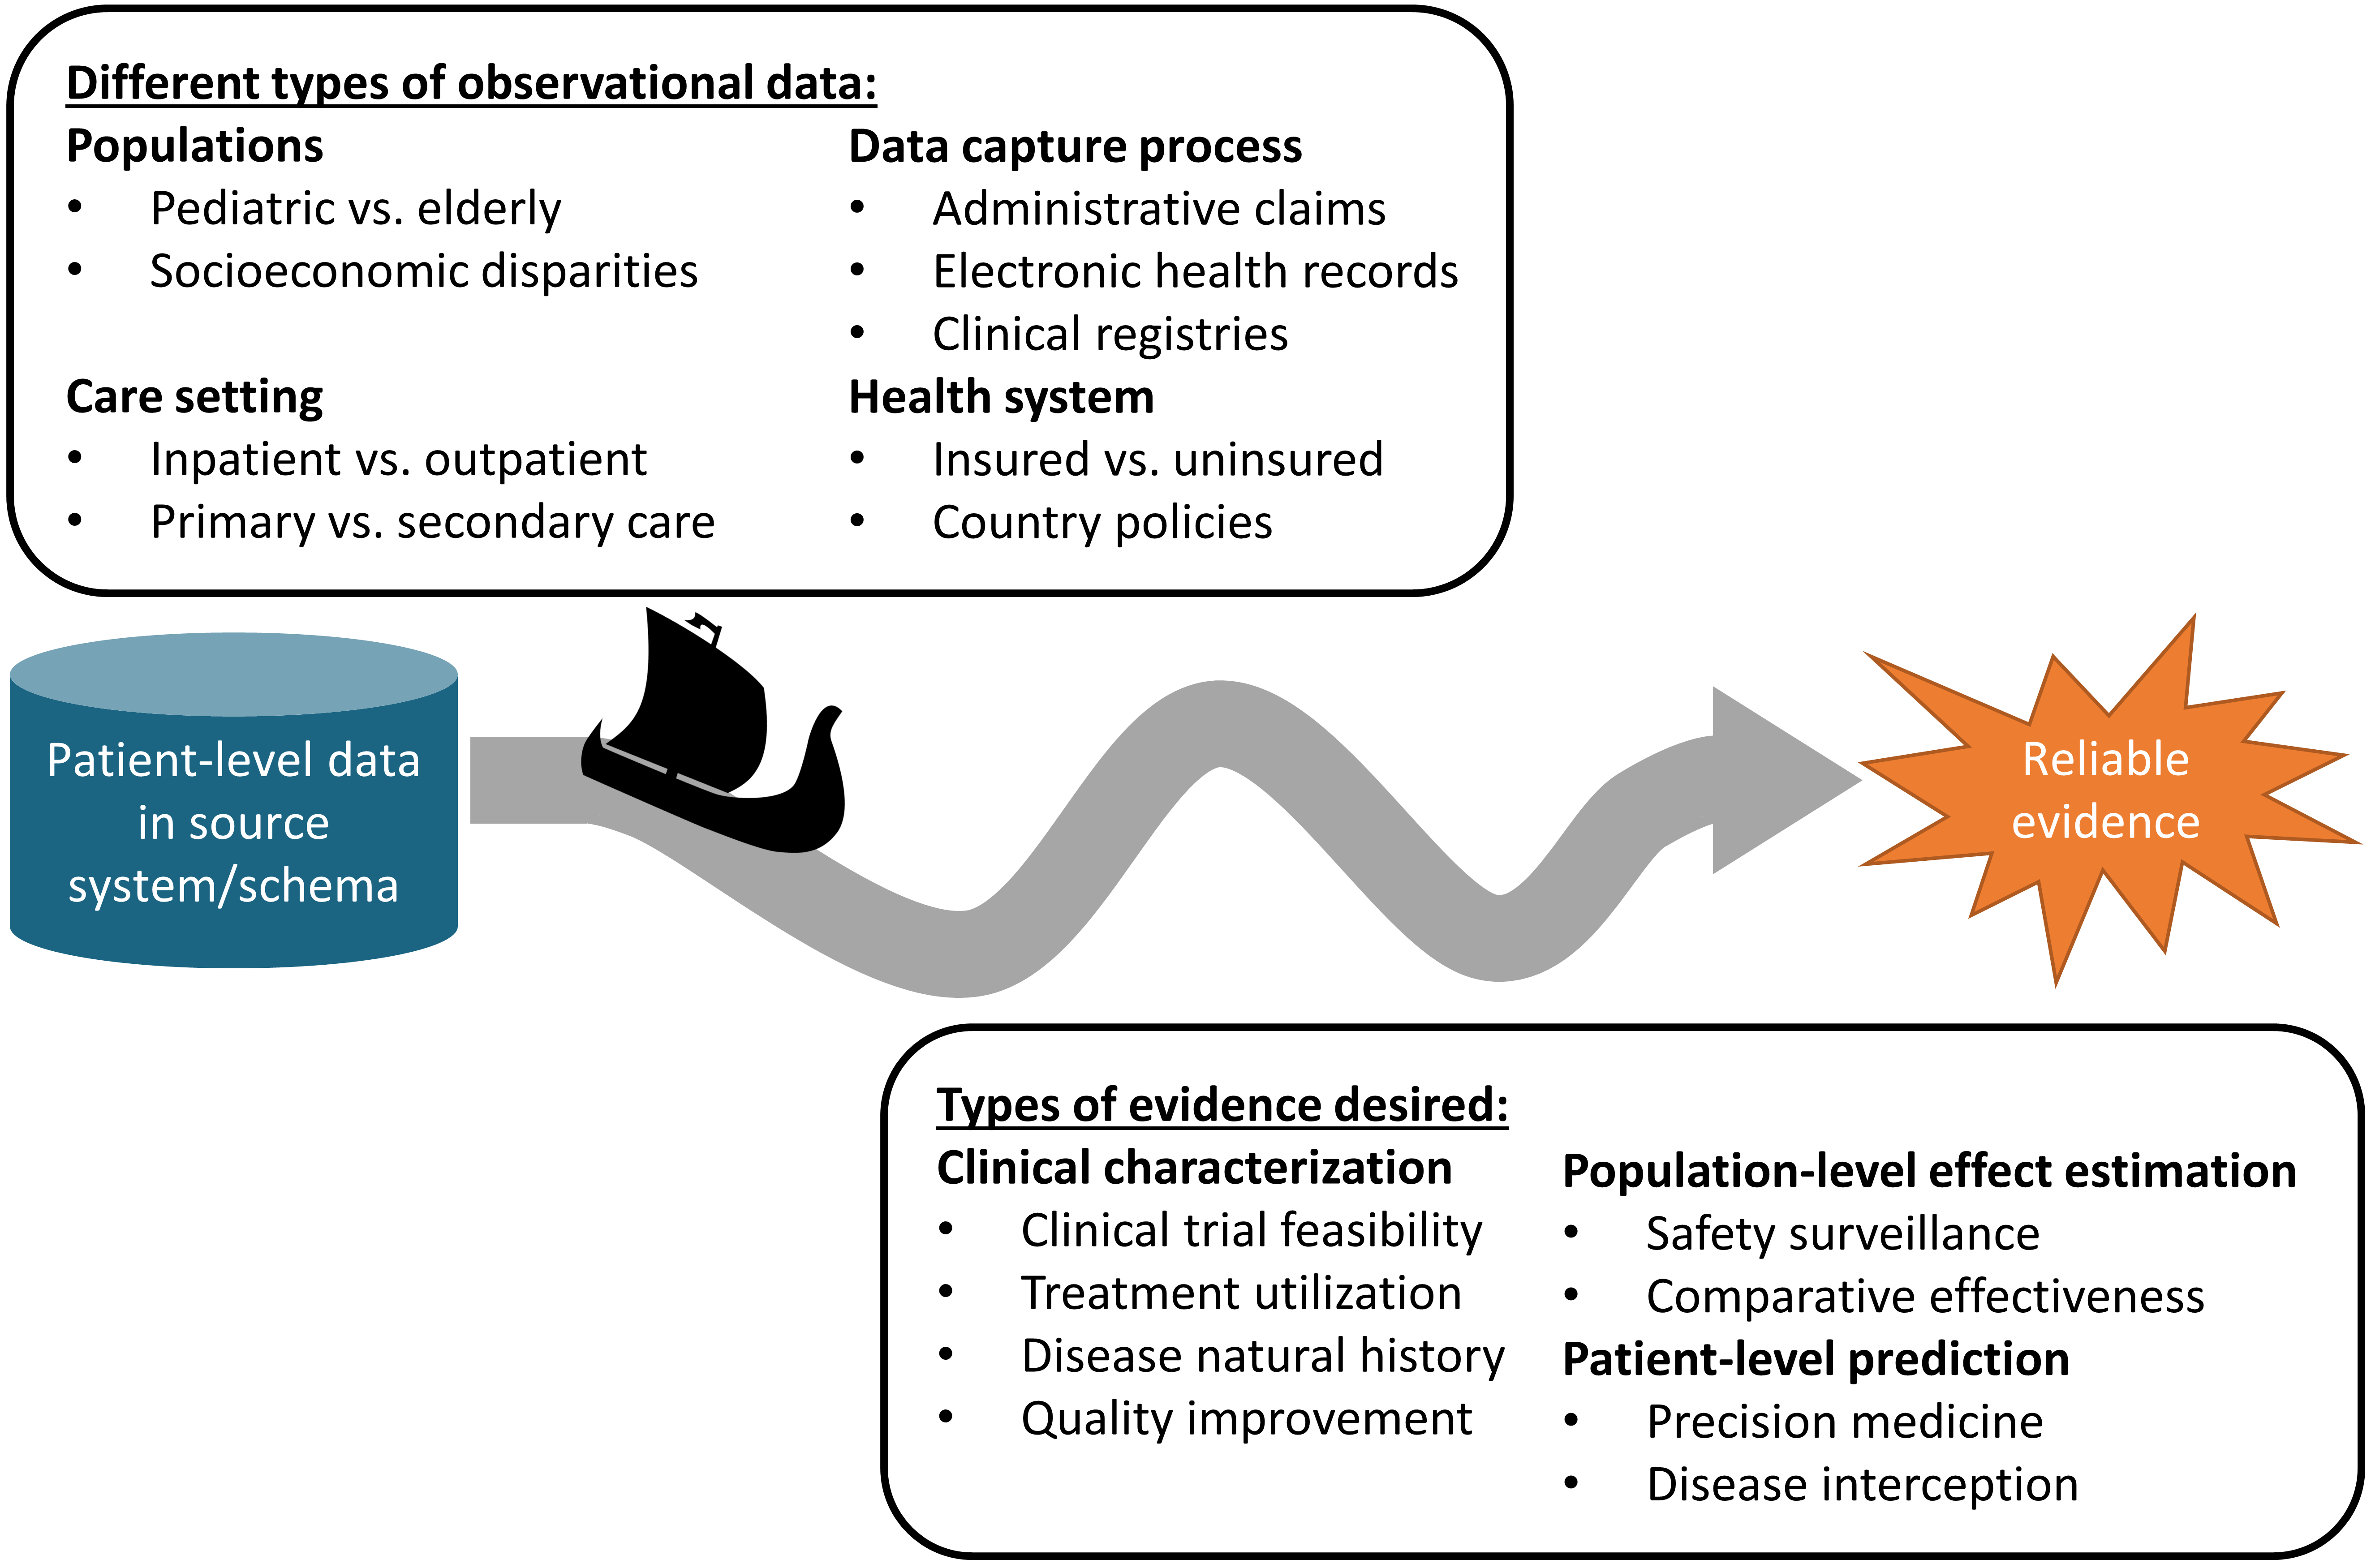 Different types of observational data:
Populations
• Pediatric vs. elderly
• Socioeconomic disparities
Data capture process
• Administrative claims
• Electronic health records
• Clinical registries
Care setting
• Inpatient vs. outpatient
• Primary vs. secondary care
Health system
• Insured vs. uninsured
• Country policies
Patient-level data
in source
system/schema
Reliable
evidence
Types of evidence desired:
Clinical characterization
• Clinical trial feasibility
• Treatment utilization
• Disease natural history
• Quality improvement
Population-level effect estimation
• Safety surveillance
• Comparative effectiveness
Patient-level prediction
• Precision medicine
• Disease interception